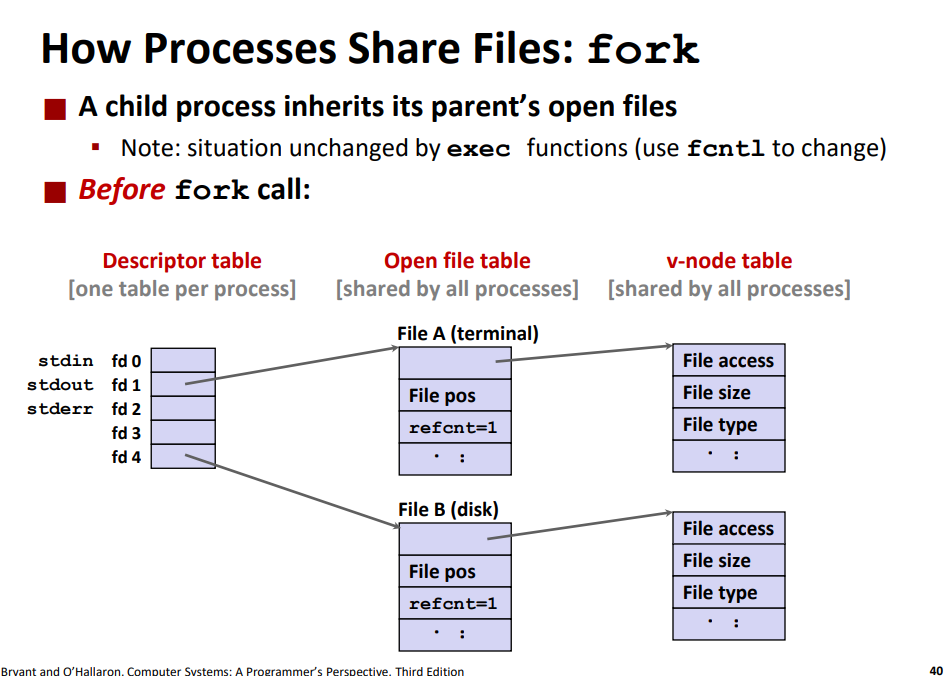 How Processes Share Files: fork
A child process inherits its parent’s open files
Note: situation unchanged by exec functions (use fcntl to change)
Before fork call:
Descriptor table
[one table per process]
Open file table
[shared by all processes]
v-node table
[shared by all processes]
stdin fd 0
stdout fd 1
stderr fd 2
fd 3
fd 4
File A (terminal)
File pos
refcnt=1
File access
File size
File type
File B (disk)
File pos
refcnt=1
File access
File size
File type
Bryant and O’Hallaron, Computer Systems: A Programmer’s Perspective, Third Edition
40